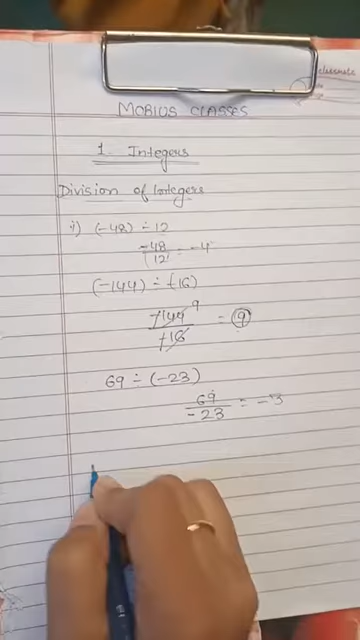 classmate
MOBIUS CLASSES
1. Integers
Division of Integers
i) (-48) ÷ 12
-48/12 = -4
(-144) ÷ (-16)
-144/-16 9 = 9
69 ÷ (-23)
69/-23 = -3